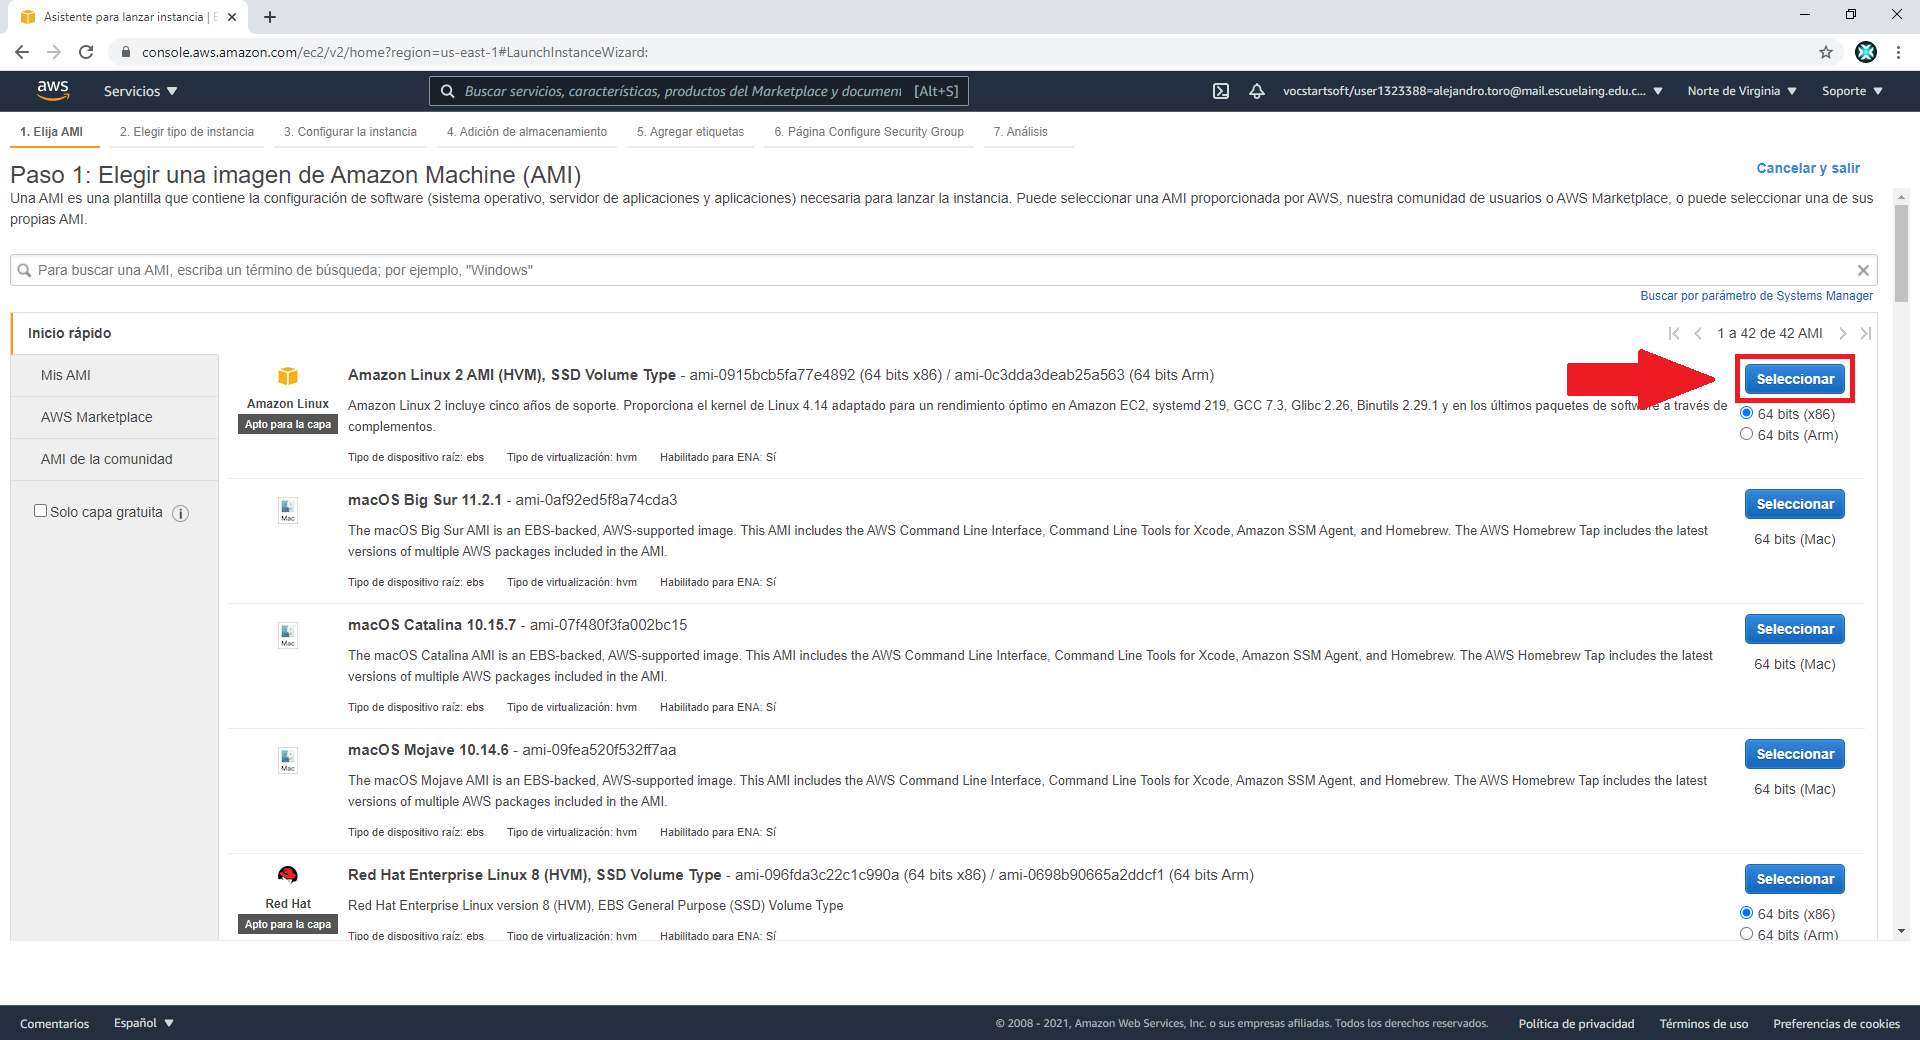 Asistente para lanzar instancia | E
console.aws.amazon.com/ec2/v2/home?region=us-east-1#LaunchInstanceWizard:
aws
Servicios
Buscar servicios, características, productos del Marketplace y document [Alt+S]
vocstartsoft/user1323388=alejandro.toro@mail.escuelaing.edu.c...
Norte de Virginia
Soporte
1. Elija AMI
2. Elegir tipo de instancia
3. Configurar la instancia
4. Adición de almacenamiento
5. Agregar etiquetas
6. Página Configure Security Group
7. Análisis
Paso 1: Elegir una imagen de Amazon Machine (AMI)
Cancelar y salir
Una AMI es una plantilla que contiene la configuración de software (sistema operativo, servidor de aplicaciones y aplicaciones) necesaria para lanzar la instancia. Puede seleccionar una AMI proporcionada por AWS, nuestra comunidad de usuarios o AWS Marketplace, o puede seleccionar una de sus
propias AMI.
Para buscar una AMI, escriba un término de búsqueda; por ejemplo, "Windows"
Buscar por parámetro de Systems Manager
Inicio rápido
1 a 42 de 42 AMI
Mis AMI
AWS Marketplace
AMI de la comunidad
Solo capa gratuita
Amazon Linux
Apto para la capa
Amazon Linux 2 AMI (HVM), SSD Volume Type - ami-0915bcb5fa77e4892 (64 bits x86) / ami-0c3dda3deab25a563 (64 bits Arm)
Amazon Linux 2 incluye cinco años de soporte. Proporciona el kernel de Linux 4.14 adaptado para un rendimiento óptimo en Amazon EC2, systemd 219, GCC 7.3, Glibc 2.26, Binutils 2.29.1 y en los últimos paquetes de software a través de
complementos.
Tipo de dispositivo raíz: ebs Tipo de virtualización: hvm Habilitado para ENA: Sí
Seleccionar
64 bits (x86)
64 bits (Arm)
Mac
macOS Big Sur 11.2.1 - ami-0af92ed5f8a74cda3
The macOS Big Sur AMI is an EBS-backed, AWS-supported image. This AMI includes the AWS Command Line Interface, Command Line Tools for Xcode, Amazon SSM Agent, and Homebrew. The AWS Homebrew Tap includes the latest
versions of multiple AWS packages included in the AMI.
Tipo de dispositivo raíz: ebs Tipo de virtualización: hvm Habilitado para ENA: Sí
Seleccionar
64 bits (Mac)
Mac
macOS Catalina 10.15.7 - ami-07f480f3fa002bc15
The macOS Catalina AMI is an EBS-backed, AWS-supported image. This AMI includes the AWS Command Line Interface, Command Line Tools for Xcode, Amazon SSM Agent, and Homebrew. The AWS Homebrew Tap includes the latest
versions of multiple AWS packages included in the AMI.
Tipo de dispositivo raíz: ebs Tipo de virtualización: hvm Habilitado para ENA: Sí
Seleccionar
64 bits (Mac)
Mac
macOS Mojave 10.14.6 - ami-09fea520f532ff7aa
The macOS Mojave AMI is an EBS-backed, AWS-supported image. This AMI includes the AWS Command Line Interface, Command Line Tools for Xcode, Amazon SSM Agent, and Homebrew. The AWS Homebrew Tap includes the latest
versions of multiple AWS packages included in the AMI.
Tipo de dispositivo raíz: ebs Tipo de virtualización: hvm Habilitado para ENA: Sí
Seleccionar
64 bits (Mac)
Red Hat
Apto para la capa
Red Hat Enterprise Linux 8 (HVM), SSD Volume Type - ami-096fda3c22c1c990a (64 bits x86) / ami-0698b90665a2ddcf1 (64 bits Arm)
Red Hat Enterprise Linux version 8 (HVM), EBS General Purpose (SSD) Volume Type
Tipo de dispositivo raíz: ebs Tipo de virtualización: hvm Habilitado para ENA: Sí
Seleccionar
64 bits (x86)
64 bits (Arm)
Comentarios
Español
© 2008 - 2021, Amazon Web Services, Inc. o sus empresas afiliadas. Todos los derechos reservados.
Política de privacidad
Términos de uso
Preferencias de cookies